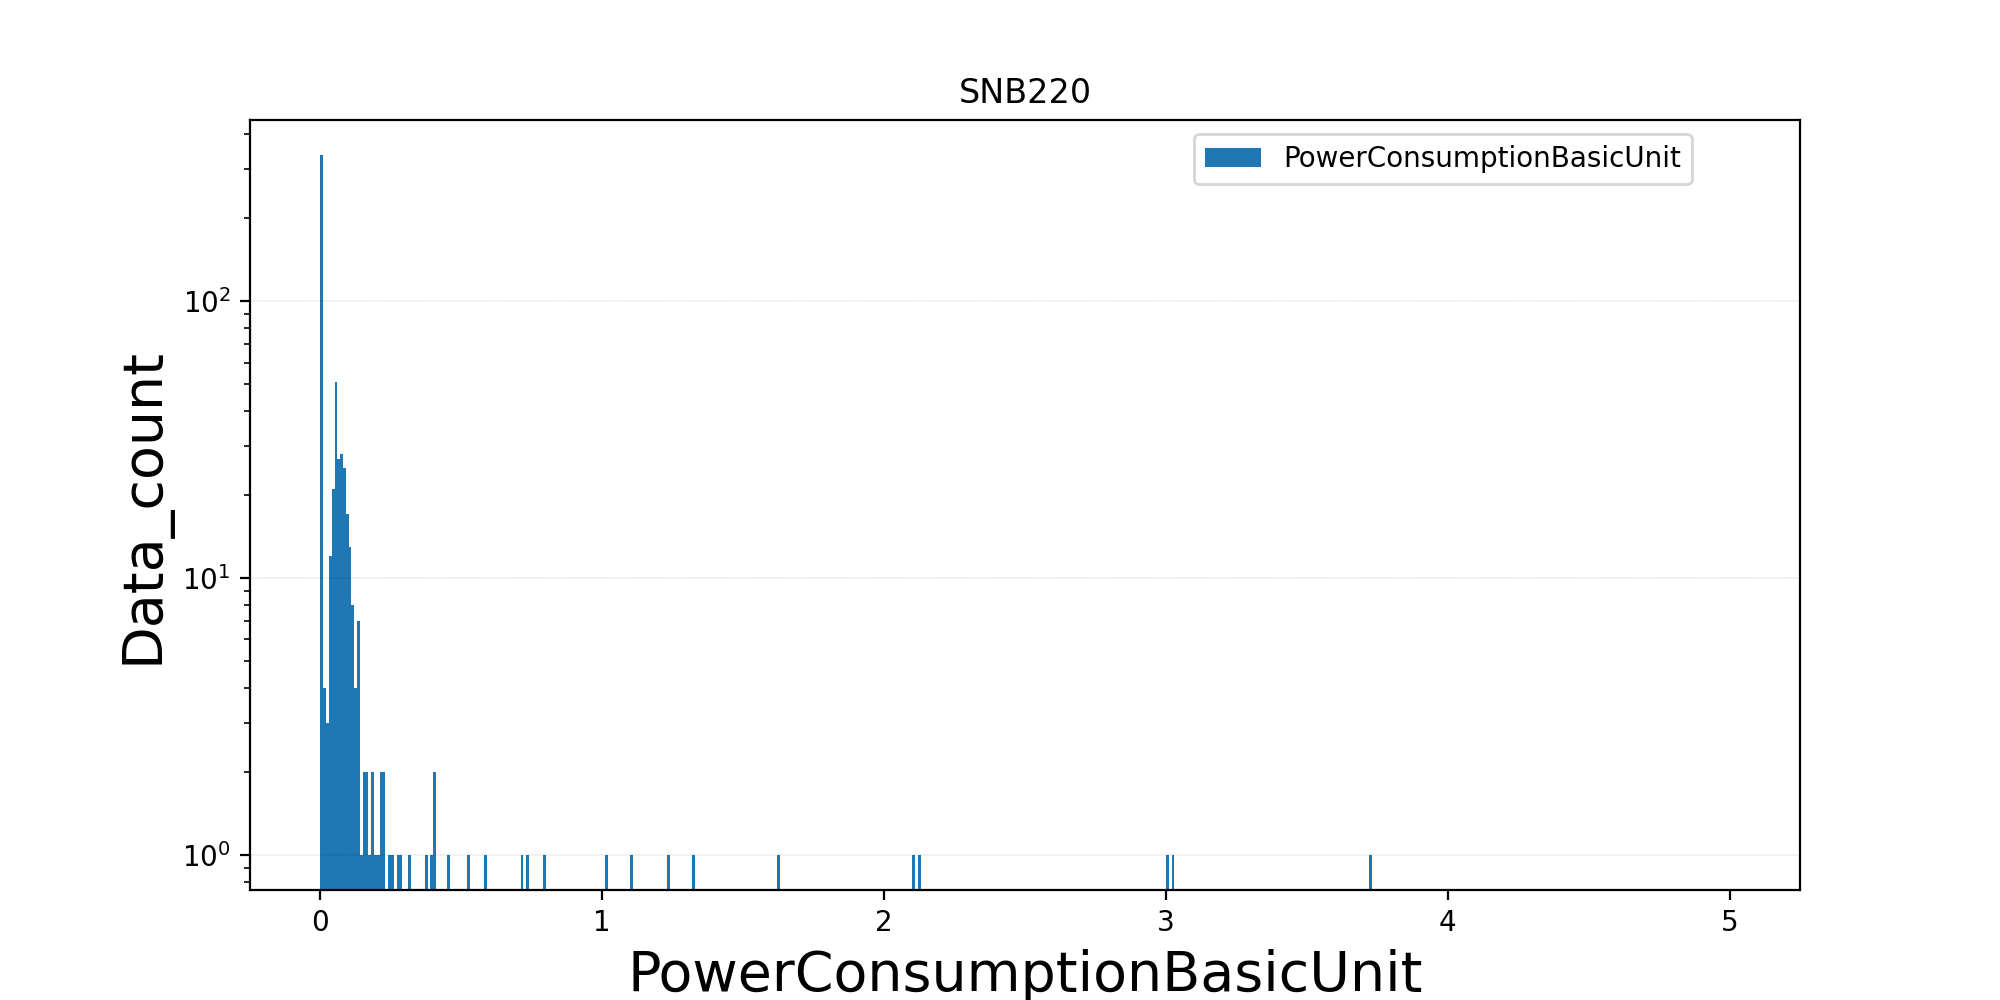 SNB220
PowerConsumptionBasicUnit
Data_count
10²
10¹
10⁰
0 1 2 3 4 5
PowerConsumptionBasicUnit